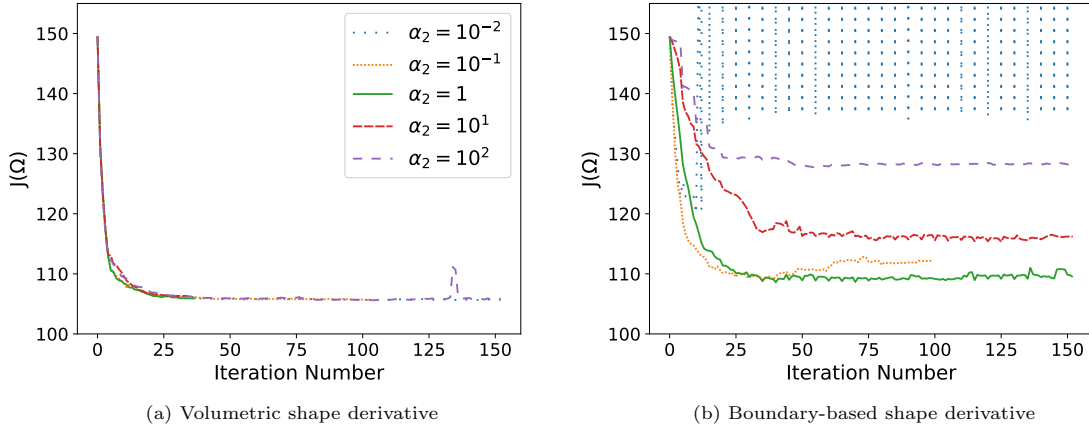 150
140
130
120
110
100
J(Ω)
0
25
50
75
100
125
150
Iteration Number
α₂ = 10⁻²
α₂ = 10⁻¹
α₂ = 1
α₂ = 10¹
α₂ = 10²
(a) Volumetric shape derivative
150
140
130
120
110
100
J(Ω)
0
25
50
75
100
125
150
Iteration Number
(b) Boundary-based shape derivative